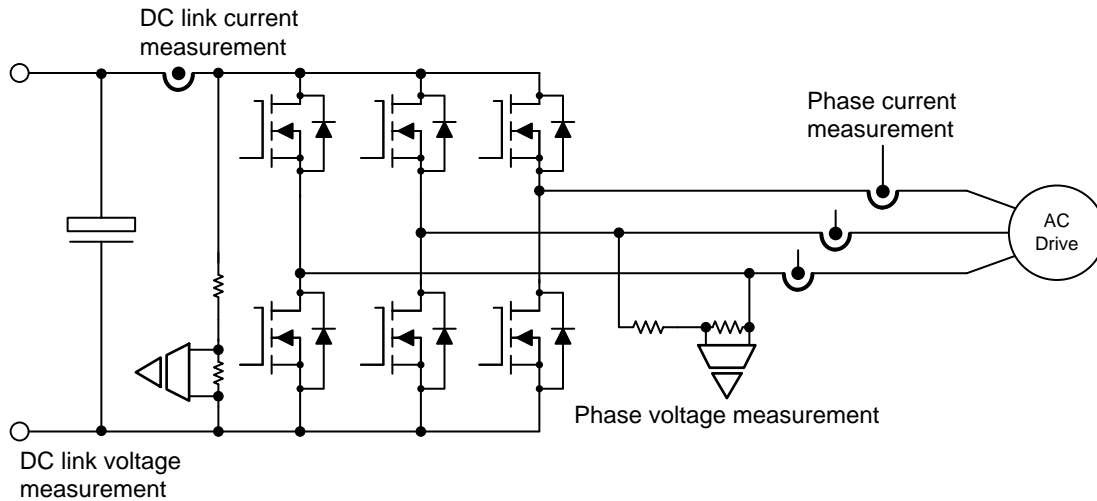 DC link current
measurement
Phase current
measurement
AC
Drive
Phase voltage measurement
DC link voltage
measurement